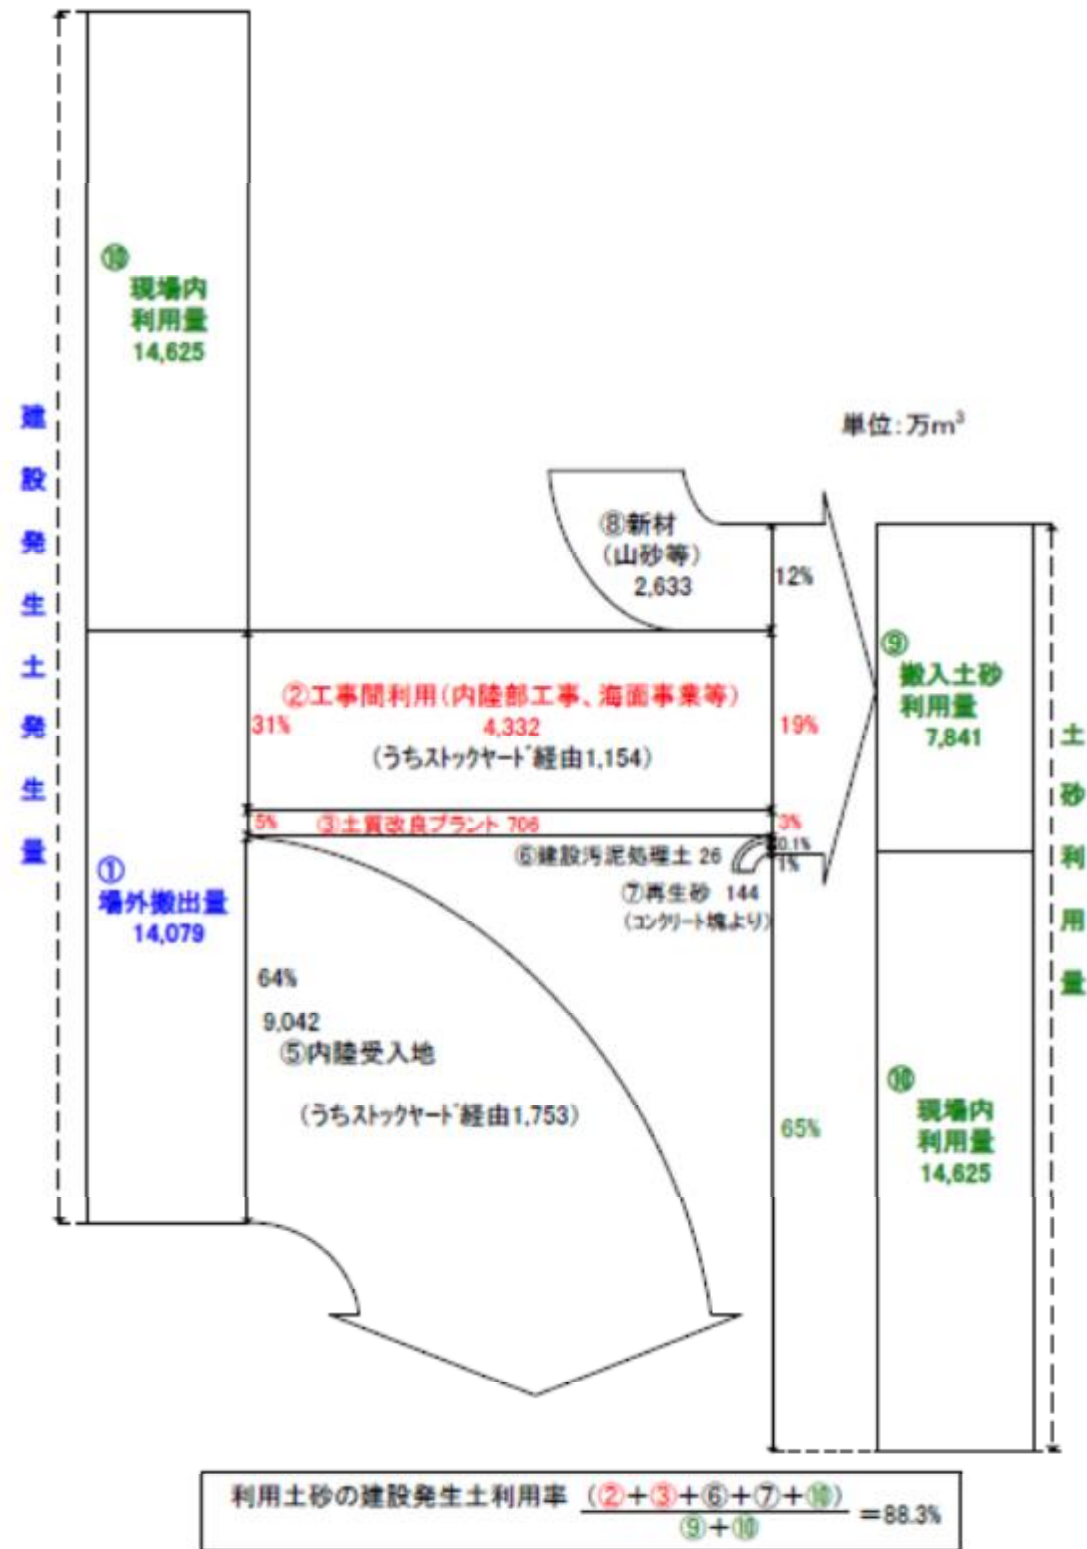 ⑩
現場内
利用量
14,625
建設発生土発生量
単位:万m³
⑧新材
(山砂等)
2,633
12%
⑨
搬入土砂
利用量
7,841
②工事間利用(内陸部工事、海面事業等)
31%
4,332
19%
(うちストックヤード経由1,154)
土砂利用量
5%
③土質改良プラント 706
3%
⑥建設汚泥処理土 26
0.1%
1%
①
場外搬出量
14,079
⑦再生砂 144
(コンクリート塊より)
64%
9,042
⑤内陸受入地
(うちストックヤード経由1,753)
65%
⑩
現場内
利用量
14,625
利用土砂の建設発生土利用率 (②+③+⑥+⑦+⑩)
⑨+⑩
=88.3%